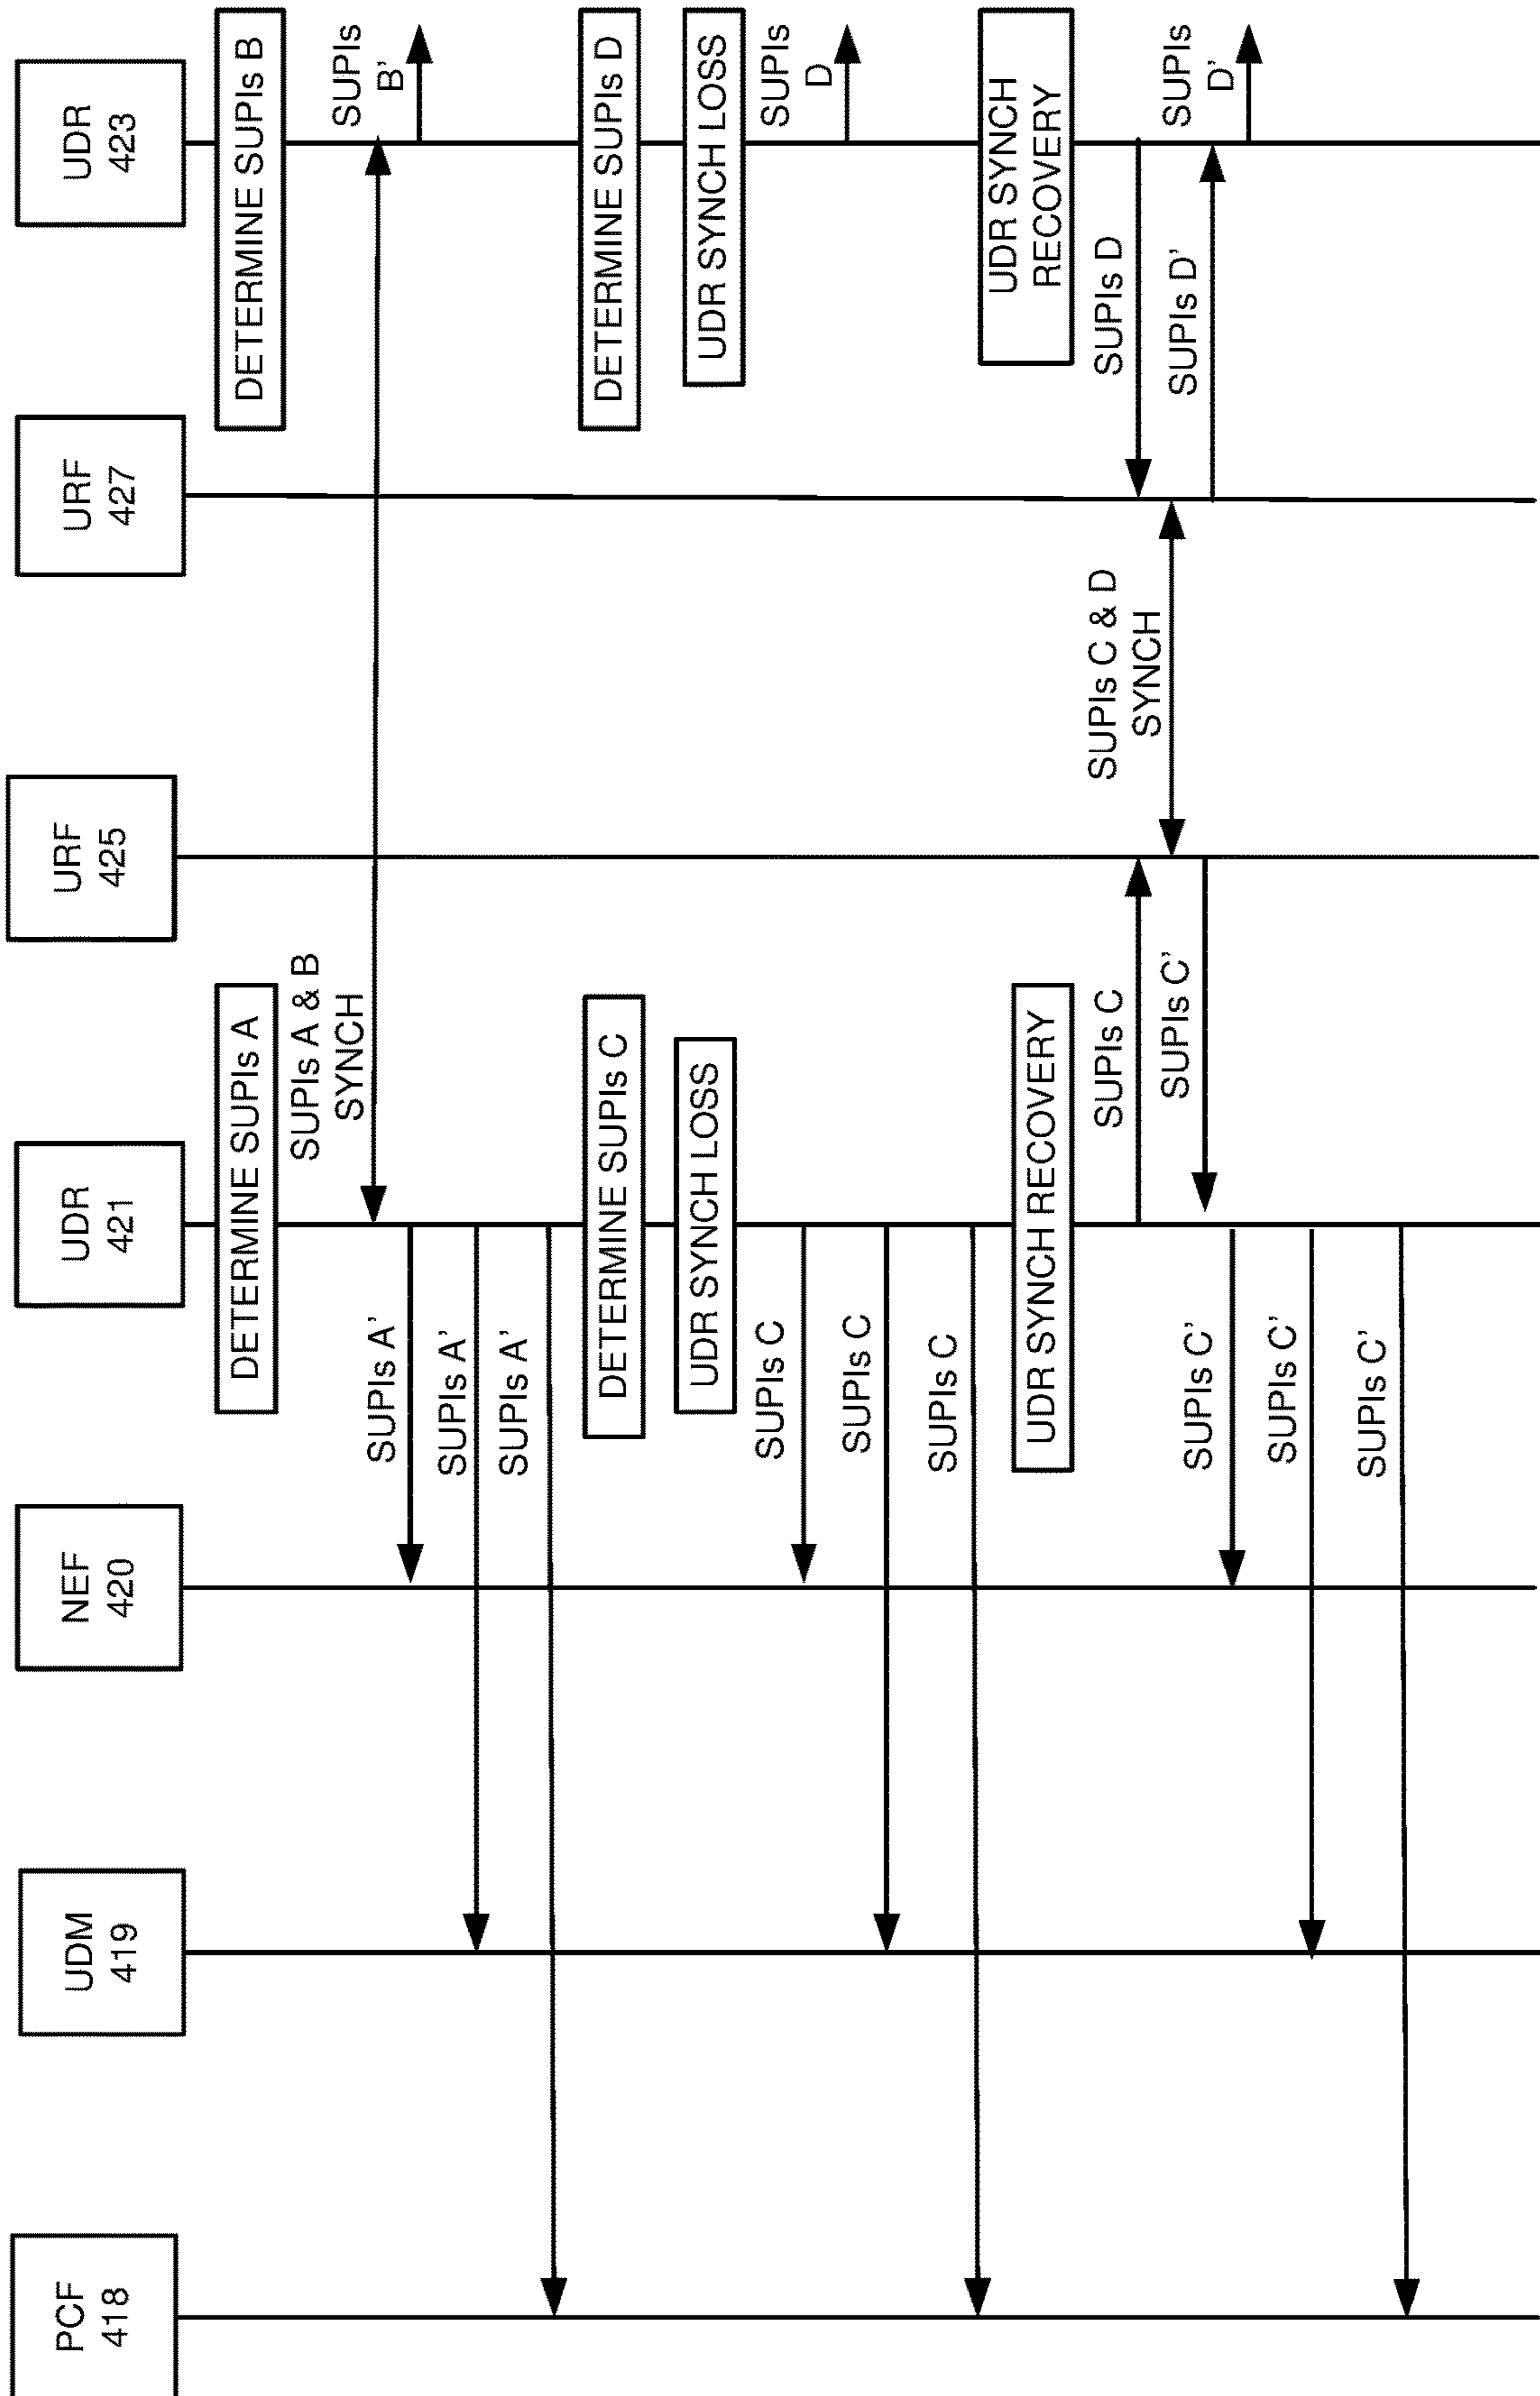 PCF
418
UDM
419
NEF
420
UDR
421
URF
425
URF
427
UDR
423
DETERMINE SUPIs A
DETERMINE SUPIs B
SUPIs A & B
SYNCH
SUPIs
B'
SUPIs A'
SUPIs A'
SUPIs A'
DETERMINE SUPIs C
DETERMINE SUPIs D
UDR SYNCH LOSS
UDR SYNCH LOSS
SUPIs C
SUPIs
D
SUPIs C
SUPIs C
UDR SYNCH RECOVERY
UDR SYNCH
RECOVERY
SUPIs C
SUPIs C & D
SYNCH
SUPIs D
SUPIs C'
SUPIs D'
SUPIs
D'
SUPIs C'
SUPIs C'
SUPIs C'